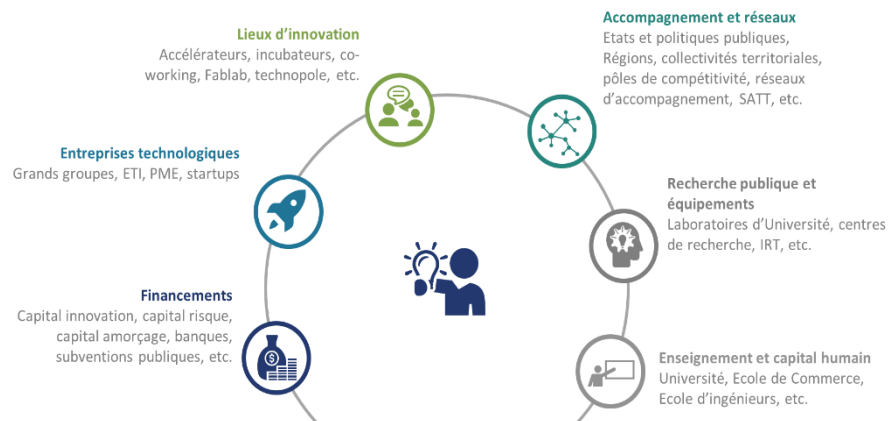 Lieux d'innovation
Accélérateurs, incubateurs, co-
working, Fablab, technopole, etc.
Accompagnement et réseaux
Etats et politiques publiques,
Régions, collectivités territoriales,
pôles de compétitivité, réseaux
d'accompagnement, SATT, etc.
Entreprises technologiques
Grands groupes, ETI, PME, startups
Recherche publique et
équipements
Laboratoires d'Université, centres
de recherche, IRT, etc.
Financements
Capital innovation, capital risque,
capital amorçage, banques,
subventions publiques, etc.
$
Enseignement et capital humain
Université, Ecole de Commerce,
Ecole d'ingénieurs, etc.